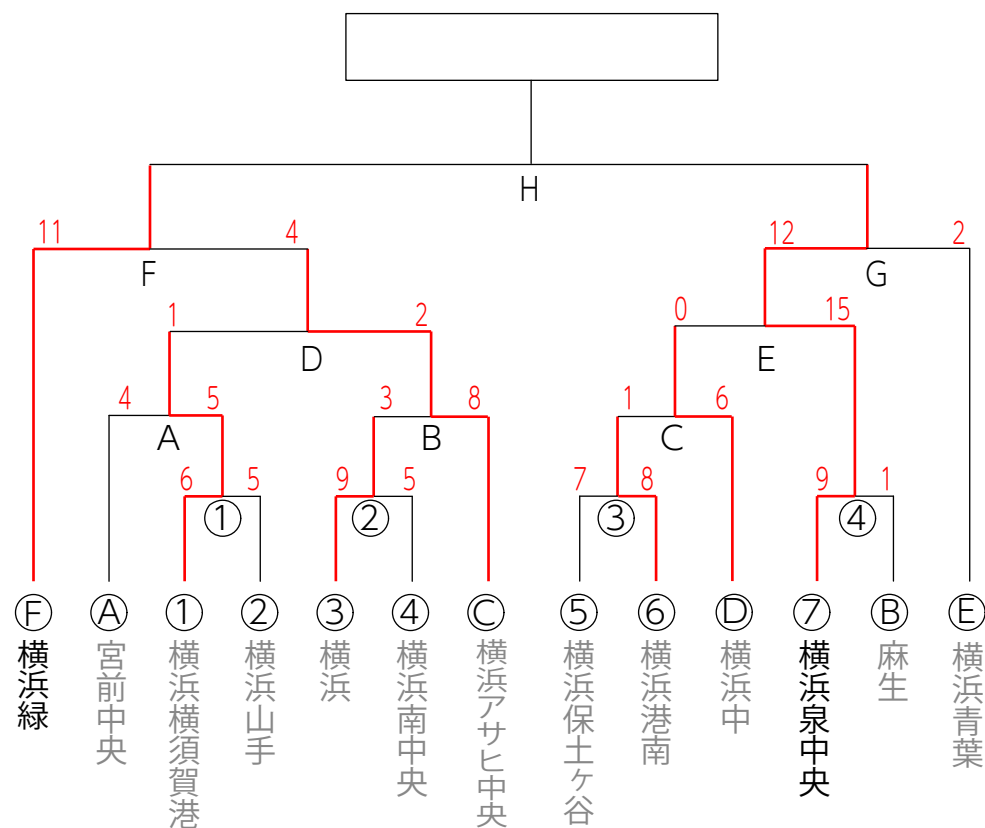 H
11
4
12
2
F
G
1
2
0
15
D
E
4
5
3
8
1
6
A
B
C
6
5
9
5
7
8
9
1
①
②
③
④
Ⓕ
Ⓐ
①
②
③
④
Ⓒ
⑤
⑥
Ⓓ
⑦
Ⓑ
Ⓔ
横浜緑
宮前中央
横浜横須賀港
横浜山手
横浜
横浜南中央
横浜アサヒ中央
横浜保土ヶ谷
横浜港南
横浜中
横浜泉中央
麻生
横浜青葉